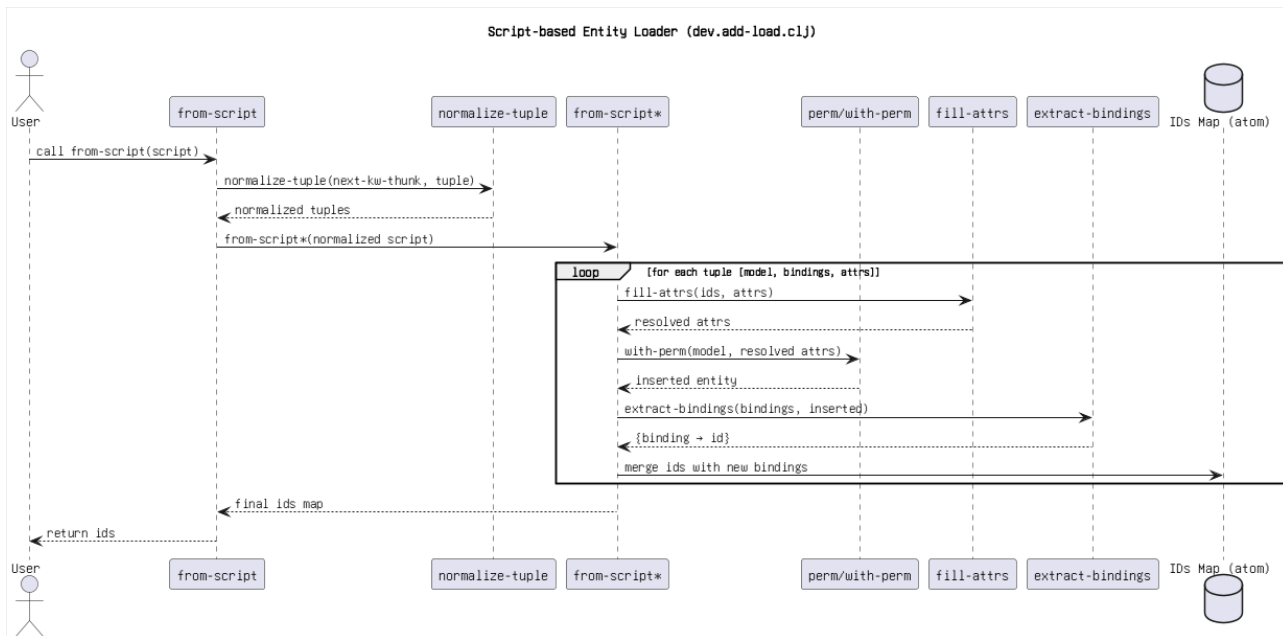 Script-based Entity Loader (dev.add-load.clj)
User
from-script
normalize-tuple
from-script*
perm/with-perm
fill-attrs
extract-bindings
IDs Map (atom)
call from-script(script)
normalize-tuple(next-kw-thunk, tuple)
normalized tuples
from-script*(normalized script)
loop [for each tuple [model, bindings, attrs]]
fill-attrs(ids, attrs)
resolved attrs
with-perm(model, resolved attrs)
inserted entity
extract-bindings(bindings, inserted)
{binding → id}
merge ids with new bindings
final ids map
return ids
User
from-script
normalize-tuple
from-script*
perm/with-perm
fill-attrs
extract-bindings
IDs Map (atom)